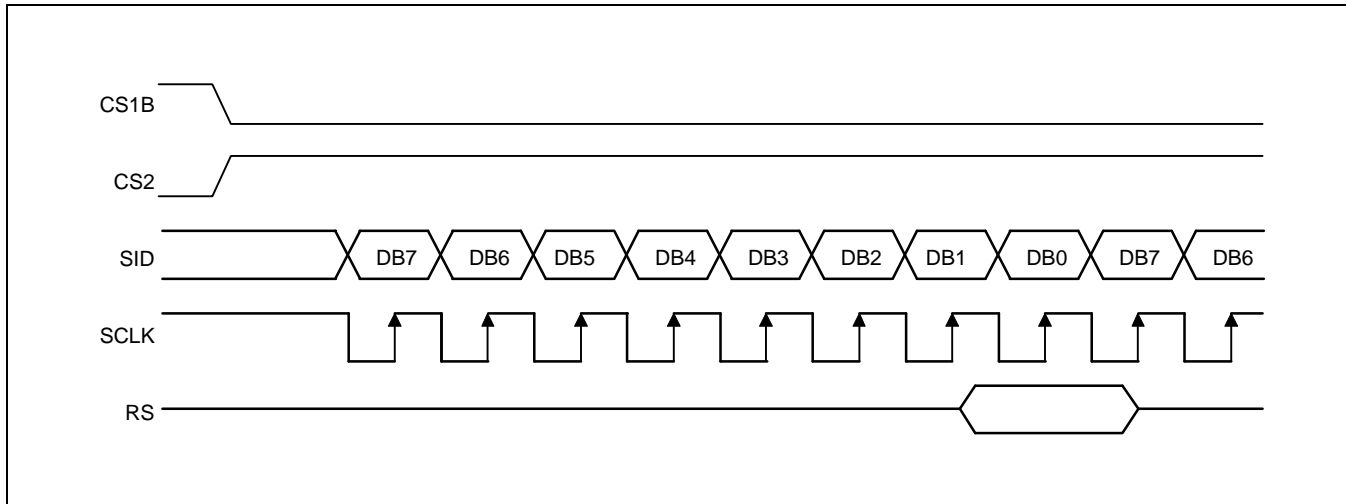 CS1B
CS2
SID DB7 DB6 DB5 DB4 DB3 DB2 DB1 DB0 DB7 DB6
SCLK
RS